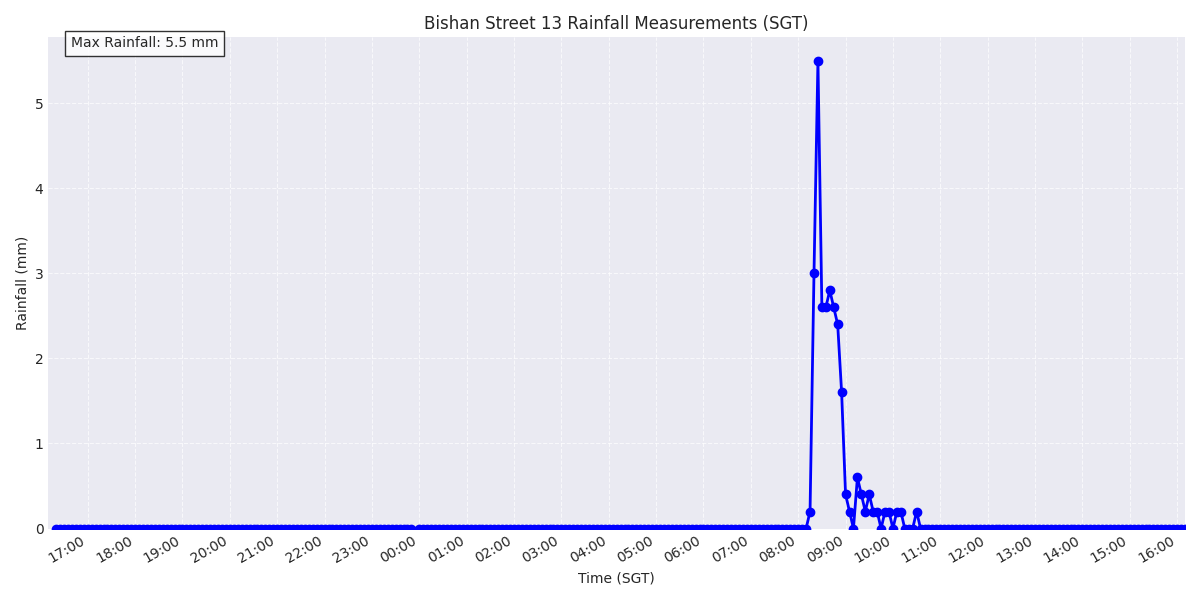 Bishan Street 13 Rainfall Measurements (SGT)
Max Rainfall: 5.5 mm
Rainfall (mm)
5
4
3
2
1
0
17:00 18:00 19:00 20:00 21:00 22:00 23:00 00:00 01:00 02:00 03:00 04:00 05:00 06:00 07:00 08:00 09:00 10:00 11:00 12:00 13:00 14:00 15:00 16:00
Time (SGT)